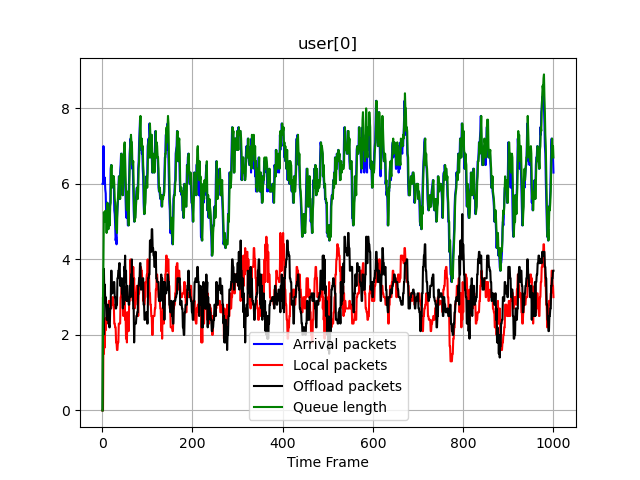 user[0]
8
6
4
2
0
Arrival packets
Local packets
Offload packets
Queue length
0 200 400 600 800 1000
Time Frame